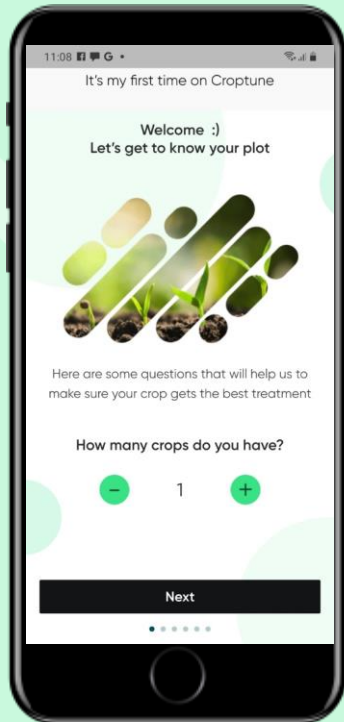 11:08
It's my first time on Croptune
Welcome :)
Let's get to know your plot
Here are some questions that will help us to
make sure your crop gets the best treatment
How many crops do you have?
- 1 +
Next